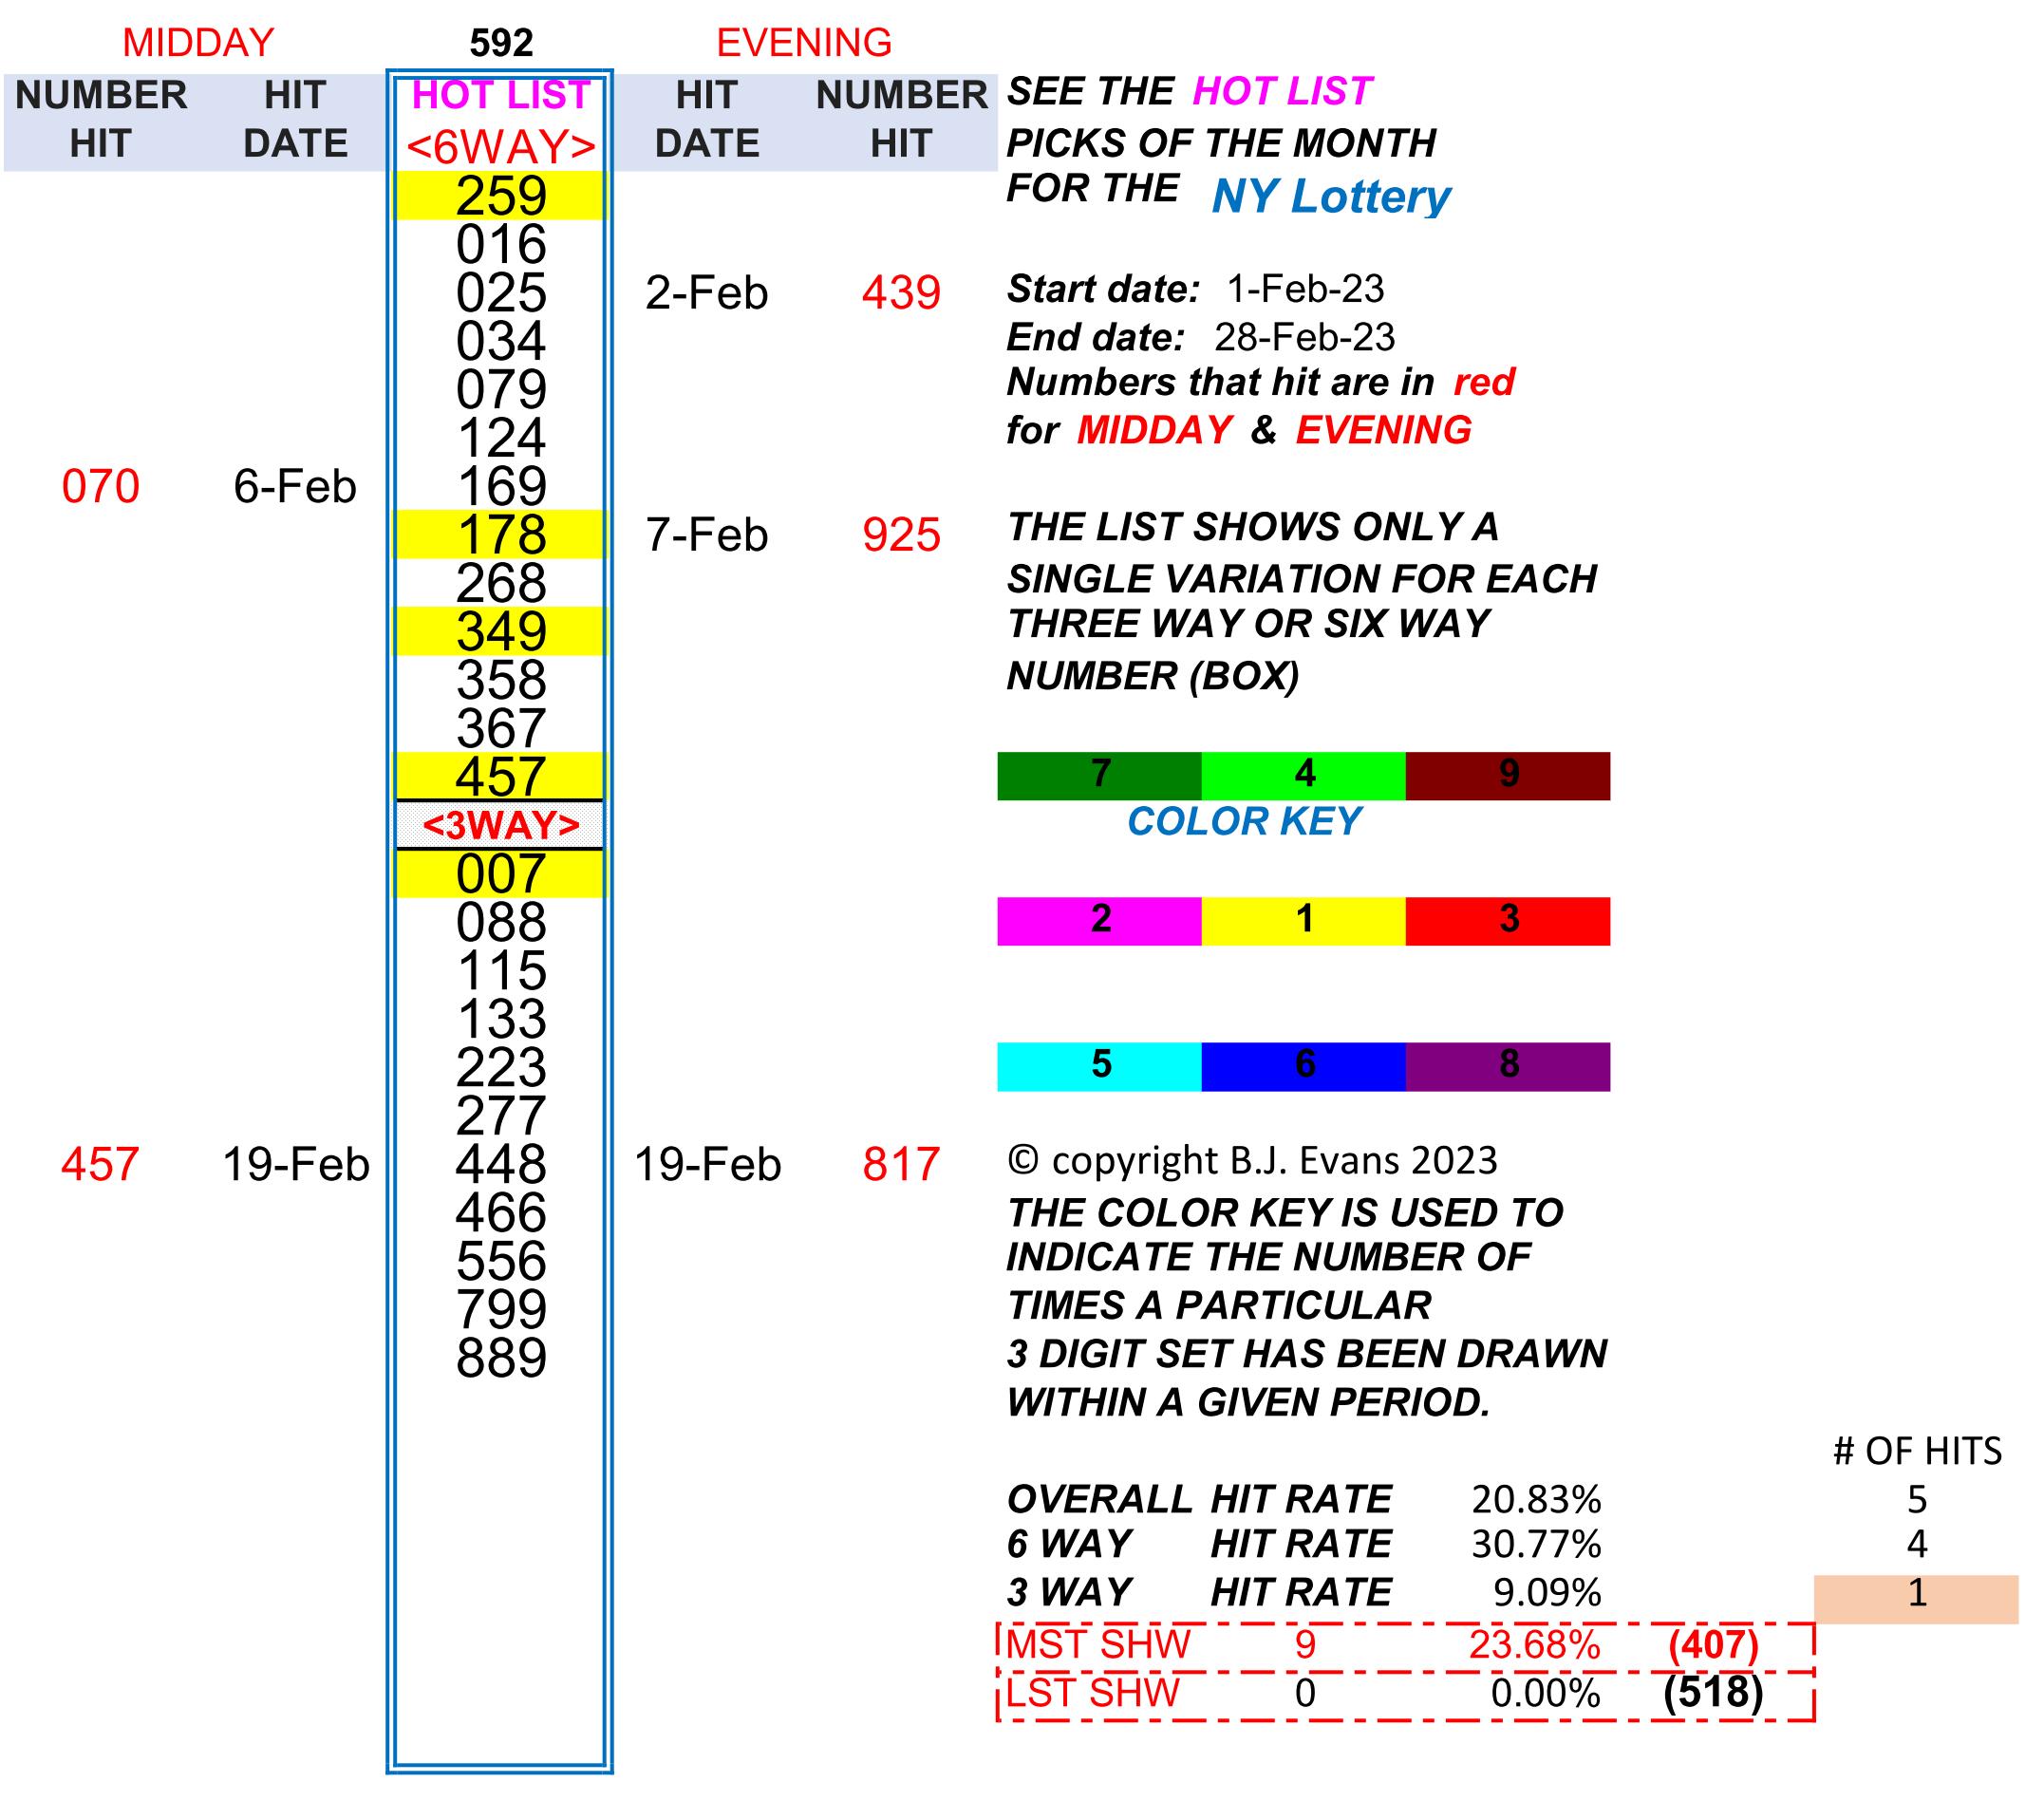 MIDDAY 592 EVENING
NUMBER HIT HOT LIST HIT NUMBER SEE THE HOT LIST
HIT DATE <6WAY> DATE HIT PICKS OF THE MONTH
259 FOR THE NY Lottery
016
025 2-Feb 439 Start date: 1-Feb-23
034 End date: 28-Feb-23
079 Numbers that hit are in red
124 for MIDDAY & EVENING
070 6-Feb 169
178 7-Feb 925 THE LIST SHOWS ONLY A
268 SINGLE VARIATION FOR EACH
349 THREE WAY OR SIX WAY
358 NUMBER (BOX)
367
457 7 4 9
<3WAY> COLOR KEY
007
088 2 1 3
115
133
223 5 6 8
277
457 19-Feb 448 19-Feb 817 © copyright B.J. Evans 2023
466 THE COLOR KEY IS USED TO
556 INDICATE THE NUMBER OF
799 TIMES A PARTICULAR
889 3 DIGIT SET HAS BEEN DRAWN
WITHIN A GIVEN PERIOD.
# OF HITS
OVERALL HIT RATE 20.83% 5
6 WAY HIT RATE 30.77% 4
3 WAY HIT RATE 9.09% 1
MST SHW 9 23.68% (407)
LST SHW 0 0.00% (518)